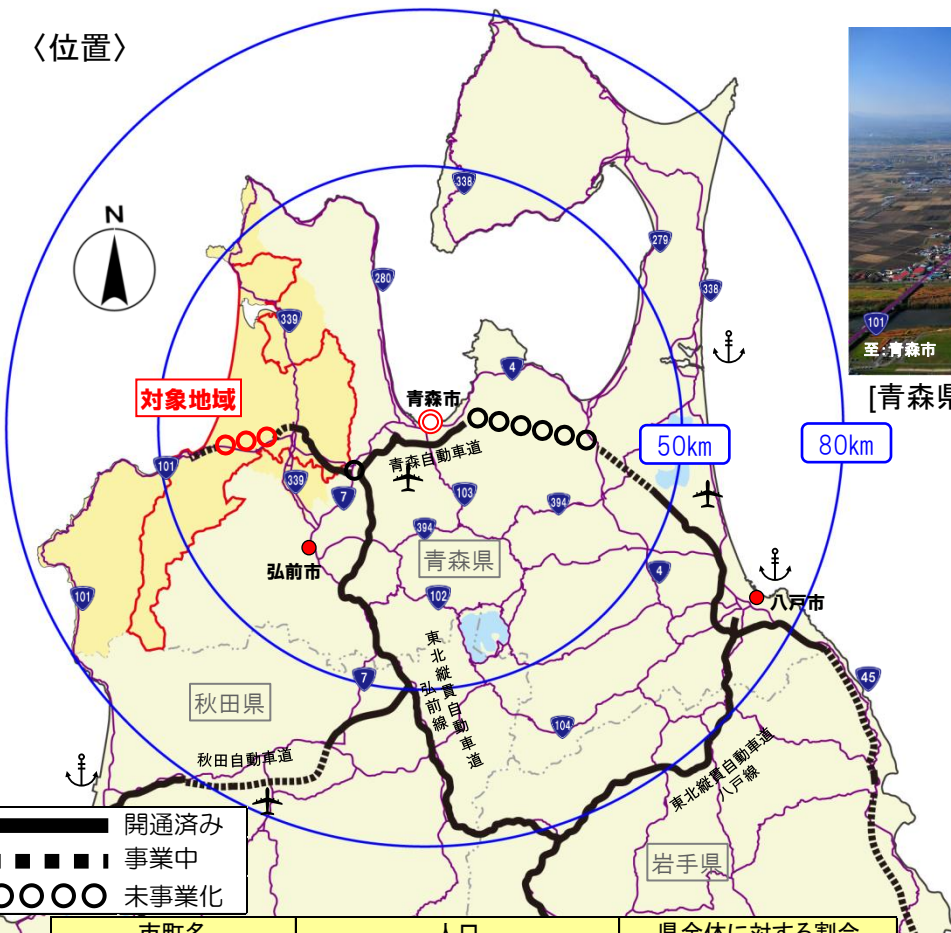 〈位置〉
N
338
279
280
338
339
101
至:青森市
4
[青森県
対象地域
青森市
50km
80km
青森自動車道
101
339
7
103
394
394
青森県
弘前市
4
102
101
八戸市
東北縦貫自動車道
弘前線
7
45
秋田県
104
秋田自動車道
東北縦貫自動車道
八戸線
開通済み
事業中
岩手県
未事業化
市町名
人口
県全体に対する割合